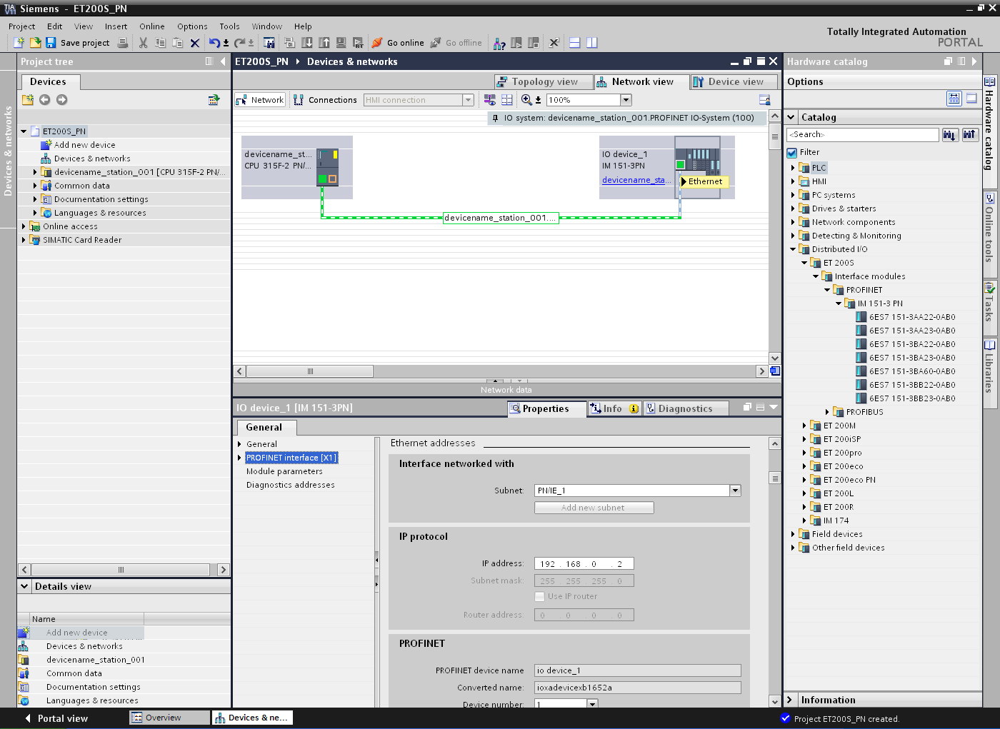 Siemens - ET200S_PN
Project Edit View Insert Online Options Tools Window Help
Totally Integrated Automation
PORTAL
Save project
Go online
Go offline
Project tree
Devices
ET200S_PN
Add new device
Devices & networks
devicename_station_001 [CPU 315F-2 PN/...
Common data
Documentation settings
Languages & resources
Online access
SIMATIC Card Reader
Details view
Name
Add new device
Devices & networks
devicename_station_001
Common data
Documentation settings
Languages & resources
Devices & networks
ET200S_PN Devices & networks
Topology view Network view Device view
Network Connections HMI connection 100%
IO system: devicename_station_001.PROFINET IO-System (100)
devicename_st...
CPU 315F-2 PN/...
IO device_1
IM 151-3PN
devicename_sta...
Ethernet
devicename_station_001....
Network data
IO device_1 [IM 151-3PN]
Properties Info Diagnostics
General
General
PROFINET interface [X1]
Module parameters
Diagnostics addresses
Ethernet addresses
Interface networked with
Subnet: PN/IE_1
Add new subnet
IP protocol
IP address: 192 . 168 . 0 . 2
Subnet mask: 255 . 255 . 255 . 0
Use IP router
Router address: 0 . 0 . 0 . 0
PROFINET
PROFINET device name io device_1
Converted name: ioxadevicexb1652a
Device number: 1
Hardware catalog
Options
Catalog
<Search>
Filter
PLC
HMI
PC systems
Drives & starters
Network components
Detecting & Monitoring
Distributed I/O
ET 200S
Interface modules
PROFINET
IM 151-3 PN
6ES7 151-3AA22-0AB0
6ES7 151-3AA23-0AB0
6ES7 151-3BA22-0AB0
6ES7 151-3BA23-0AB0
6ES7 151-3BA60-0AB0
6ES7 151-3BB22-0AB0
6ES7 151-3BB23-0AB0
PROFIBUS
ET 200M
ET 200iSP
ET 200pro
ET 200eco
ET 200eco PN
ET 200L
ET 200R
IM 174
Field devices
Other field devices
Information
Hardware catalog
Online tools
Tasks
Libraries
Portal view
Overview
Devices & ne...
Project ET200S_PN created.